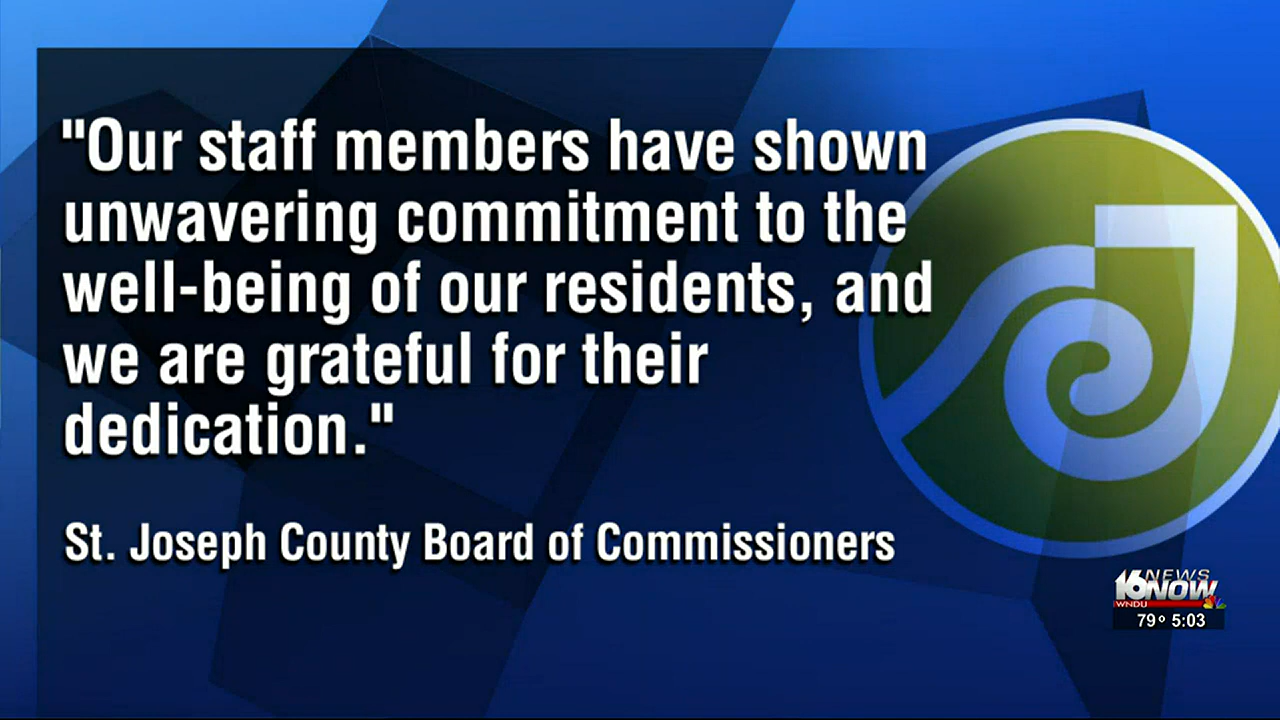 "Our staff members have shown
unwavering commitment to the
well-being of our residents, and
we are grateful for their
dedication."
St. Joseph County Board of Commissioners
16 NEWS
NOW
WNDU
79° 5:03